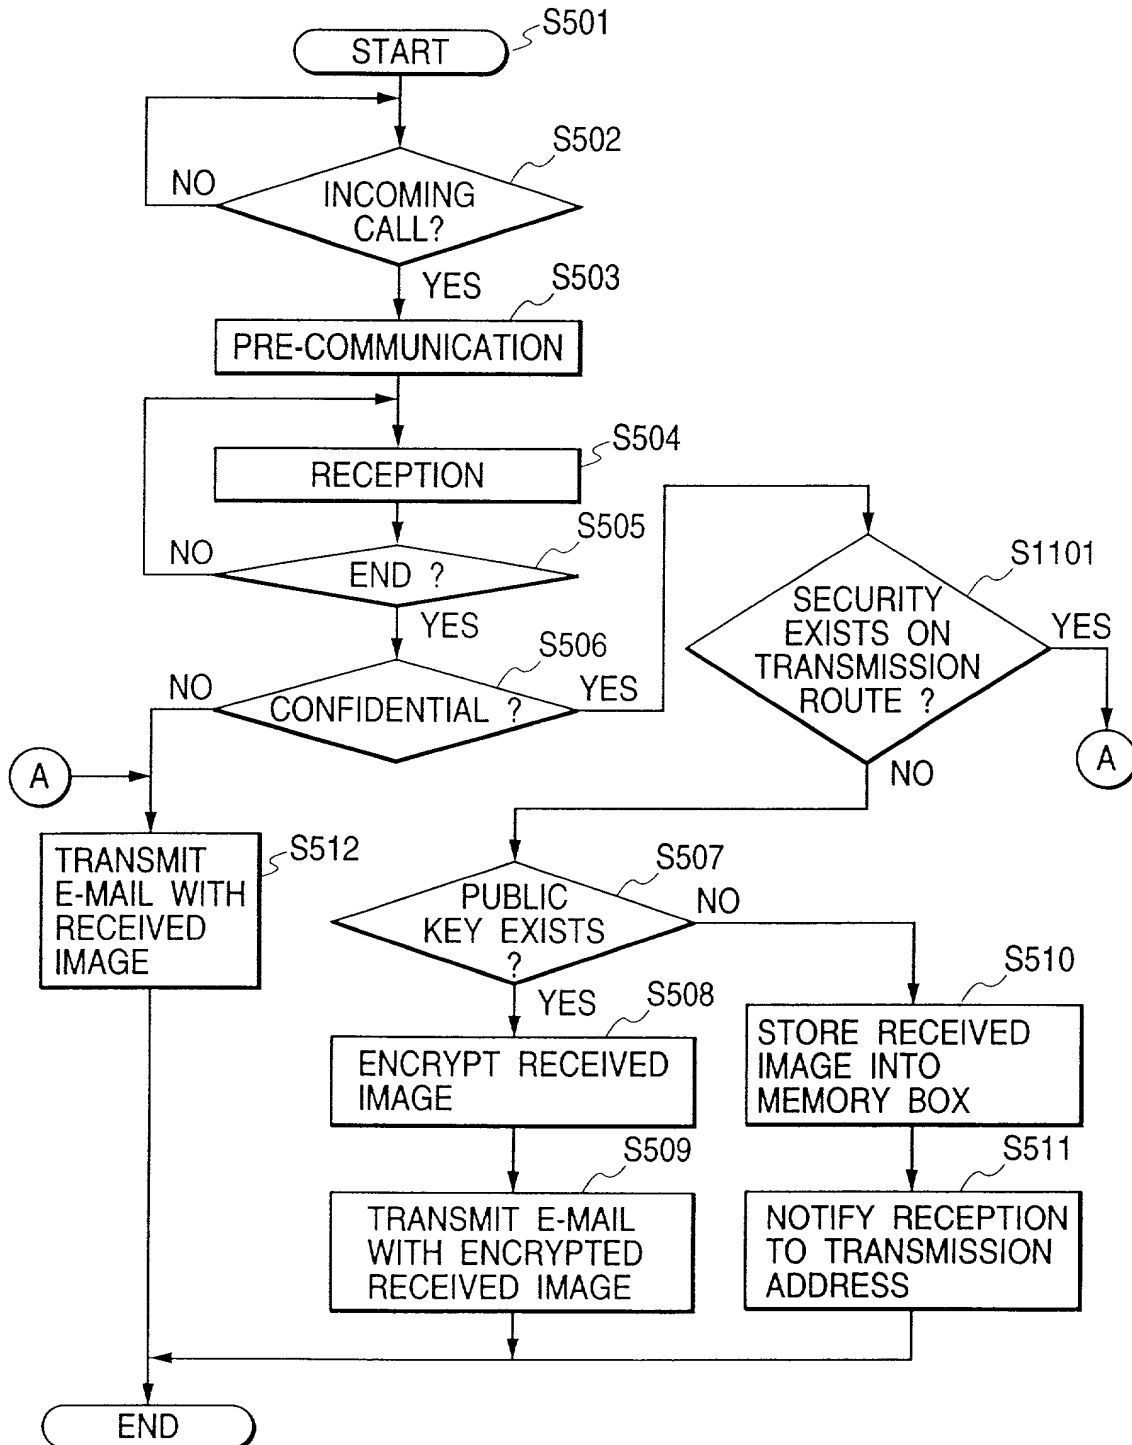 START
S501
S502
NO
INCOMING
CALL?
YES
S503
PRE-COMMUNICATION
S504
RECEPTION
S505
NO
END ?
YES
S506
NO
CONFIDENTIAL ?
YES
S1101
SECURITY
EXISTS ON
TRANSMISSION
ROUTE ?
YES
A
NO
A
S512
TRANSMIT
E-MAIL WITH
RECEIVED
IMAGE
S507
PUBLIC
KEY EXISTS
?
NO
YES
S508
ENCRYPT RECEIVED
IMAGE
S510
STORE RECEIVED
IMAGE INTO
MEMORY BOX
S509
TRANSMIT E-MAIL
WITH ENCRYPTED
RECEIVED IMAGE
S511
NOTIFY RECEPTION
TO TRANSMISSION
ADDRESS
END